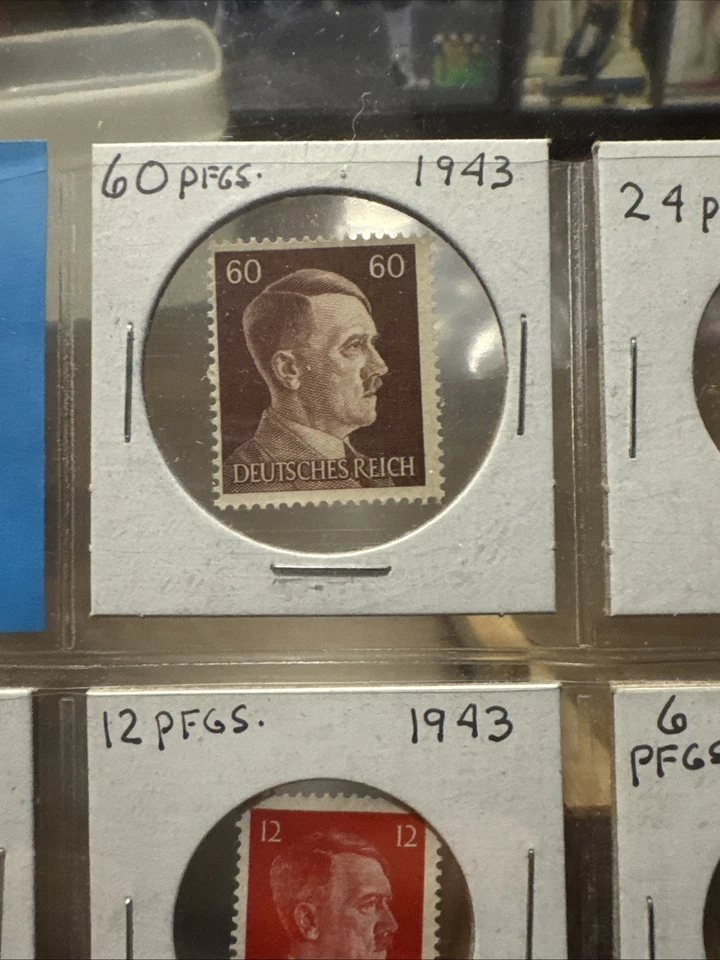 60 PFGS. 1943
24 P
60 60
DEUTSCHES REICH
12 PFGS. 1943
6
PFGS
12 12